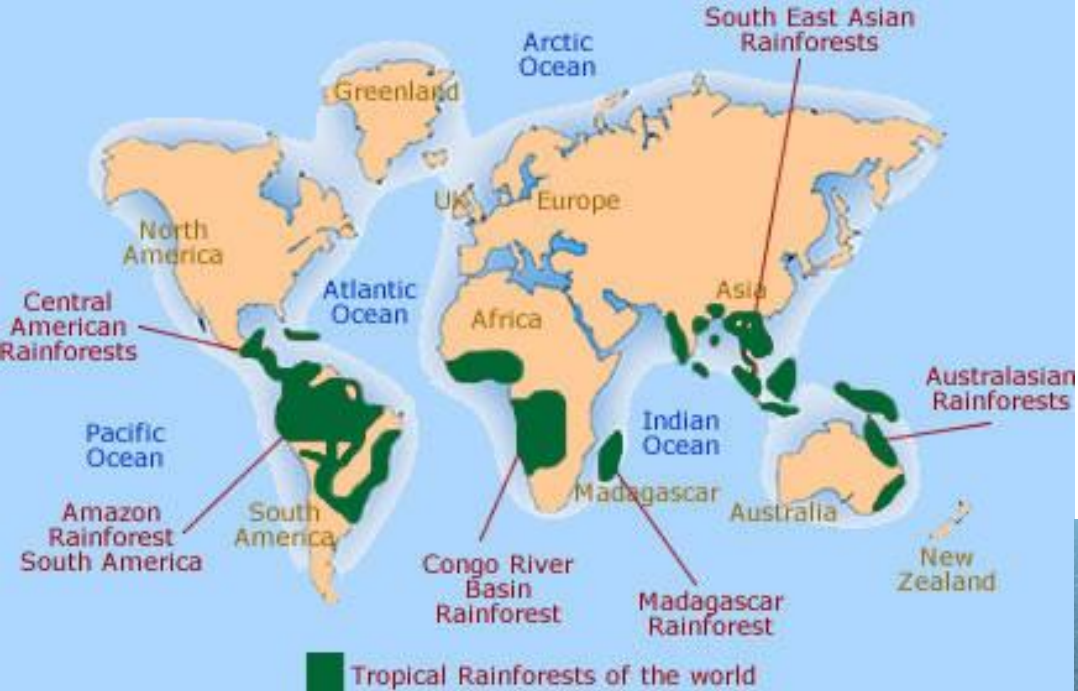 South East Asian
Rainforests
Arctic
Ocean
Greenland
UK
Europe
North
America
Atlantic
Ocean
Asia
Africa
Central
American
Rainforests
Australasian
Rainforests
Pacific
Ocean
Indian
Ocean
Amazon
Rainforest
South America
South
America
Madagascar
Australia
Congo River
Basin
Rainforest
Madagascar
Rainforest
New
Zealand
Tropical Rainforests of the world